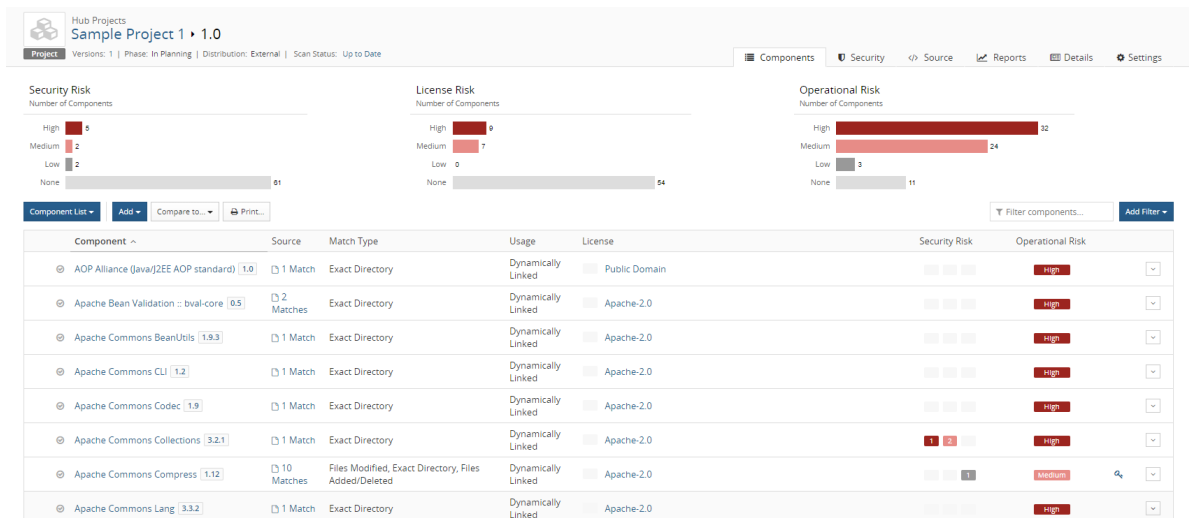 Hub Projects
Sample Project 1 ▸ 1.0
Project Versions: 1 | Phase: In Planning | Distribution: External | Scan Status: Up to Date
Components Security Source Reports Details Settings
Security Risk
Number of Components
High 5
Medium 2
Low 2
None 61
License Risk
Number of Components
High 9
Medium 7
Low 0
None 54
Operational Risk
Number of Components
High 32
Medium 24
Low 3
None 11
Component List Add Compare to... Print... Filter components... Add Filter
Component Source Match Type Usage License Security Risk Operational Risk
AOP Alliance (Java/J2EE AOP standard) 1.0 1 Match Exact Directory Dynamically Linked Public Domain High
Apache Bean Validation :: bval-core 0.5 2 Matches Exact Directory Dynamically Linked Apache-2.0 High
Apache Commons BeanUtils 1.9.3 1 Match Exact Directory Dynamically Linked Apache-2.0 High
Apache Commons CLI 1.2 1 Match Exact Directory Dynamically Linked Apache-2.0 High
Apache Commons Codec 1.9 1 Match Exact Directory Dynamically Linked Apache-2.0 High
Apache Commons Collections 3.2.1 1 Match Exact Directory Dynamically Linked Apache-2.0 1 2 High
Apache Commons Compress 1.12 10 Matches Files Modified, Exact Directory, Files Added/Deleted Dynamically Linked Apache-2.0 1 Medium
Apache Commons Lang 3.3.2 1 Match Exact Directory Dynamically Linked Apache-2.0 High